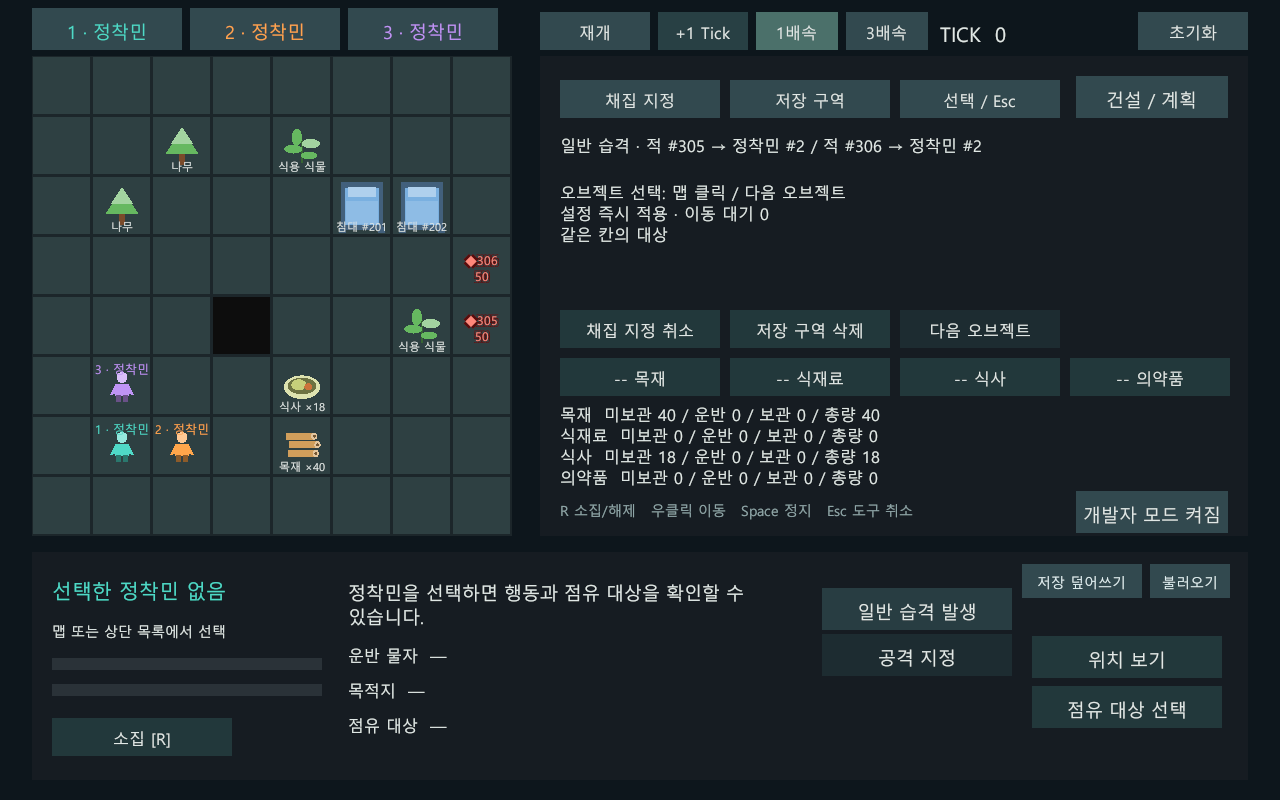 1 · 정착민
2 · 정착민
3 · 정착민
재개
+1 Tick
1배속
3배속
TICK 0
초기화
나무
식용 식물
나무
침대 #201
침대 #202
306
50
식용 식물
305
50
3 · 정착민
식사 ×18
1 · 정착민
2 · 정착민
목재 ×40
채집 지정
저장 구역
선택 / Esc
건설 / 계획
일반 습격 · 적 #305 → 정착민 #2 / 적 #306 → 정착민 #2
오브젝트 선택: 맵 클릭 / 다음 오브젝트
설정 즉시 적용 · 이동 대기 0
같은 칸의 대상
채집 지정 취소
저장 구역 삭제
다음 오브젝트
-- 목재
-- 식재료
-- 식사
-- 의약품
목재 미보관 40 / 운반 0 / 보관 0 / 총량 40
식재료 미보관 0 / 운반 0 / 보관 0 / 총량 0
식사 미보관 18 / 운반 0 / 보관 0 / 총량 18
의약품 미보관 0 / 운반 0 / 보관 0 / 총량 0
R 소집/해제 우클릭 이동 Space 정지 Esc 도구 취소
개발자 모드 켜짐
선택한 정착민 없음
맵 또는 상단 목록에서 선택
소집 [R]
정착민을 선택하면 행동과 점유 대상을 확인할 수
있습니다.
운반 물자 —
목적지 —
점유 대상 —
일반 습격 발생
공격 지정
저장 덮어쓰기
불러오기
위치 보기
점유 대상 선택